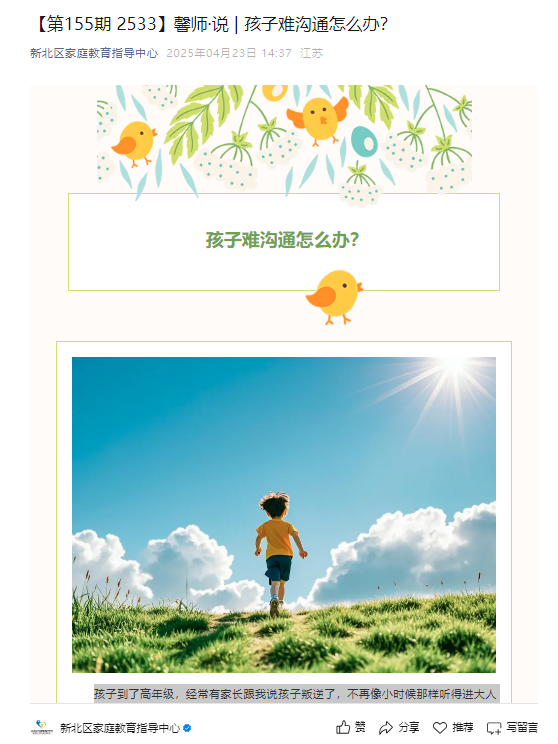 【第155期 2533】馨师·说 | 孩子难沟通怎么办?
新北区家庭教育指导中心 2025年04月23日 14:37 江苏
孩子难沟通怎么办?
孩子到了高年级，经常有家长跟我说孩子叛逆了，不再像小时候那样听得进大人
新北区家庭教育指导中心 赞 分享 推荐 写留言